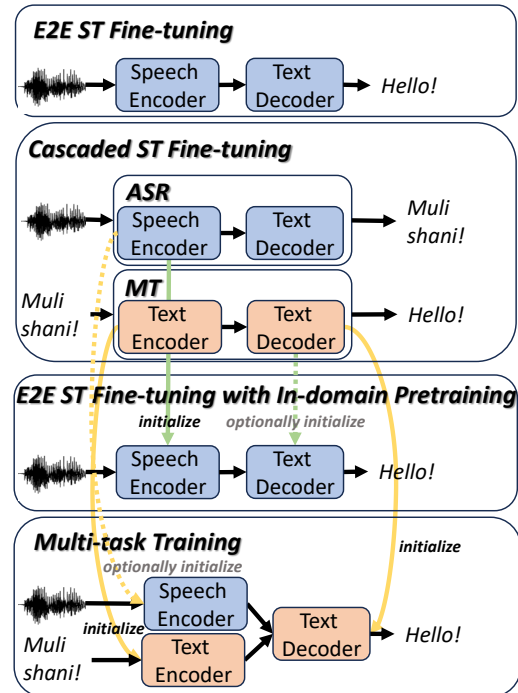 E2E ST Fine-tuning
Speech
Encoder
Text
Decoder
Hello!
Cascaded ST Fine-tuning
ASR
Speech
Encoder
Text
Decoder
Muli
shani!
MT
Muli
shani!
Text
Encoder
Text
Decoder
Hello!
E2E ST Fine-tuning with In-domain Pretraining
initialize
optionally initialize
Speech
Encoder
Text
Decoder
Hello!
Multi-task Training
optionally initialize
initialize
Speech
Encoder
initialize
Muli
shani!
Text
Encoder
Text
Decoder
Hello!